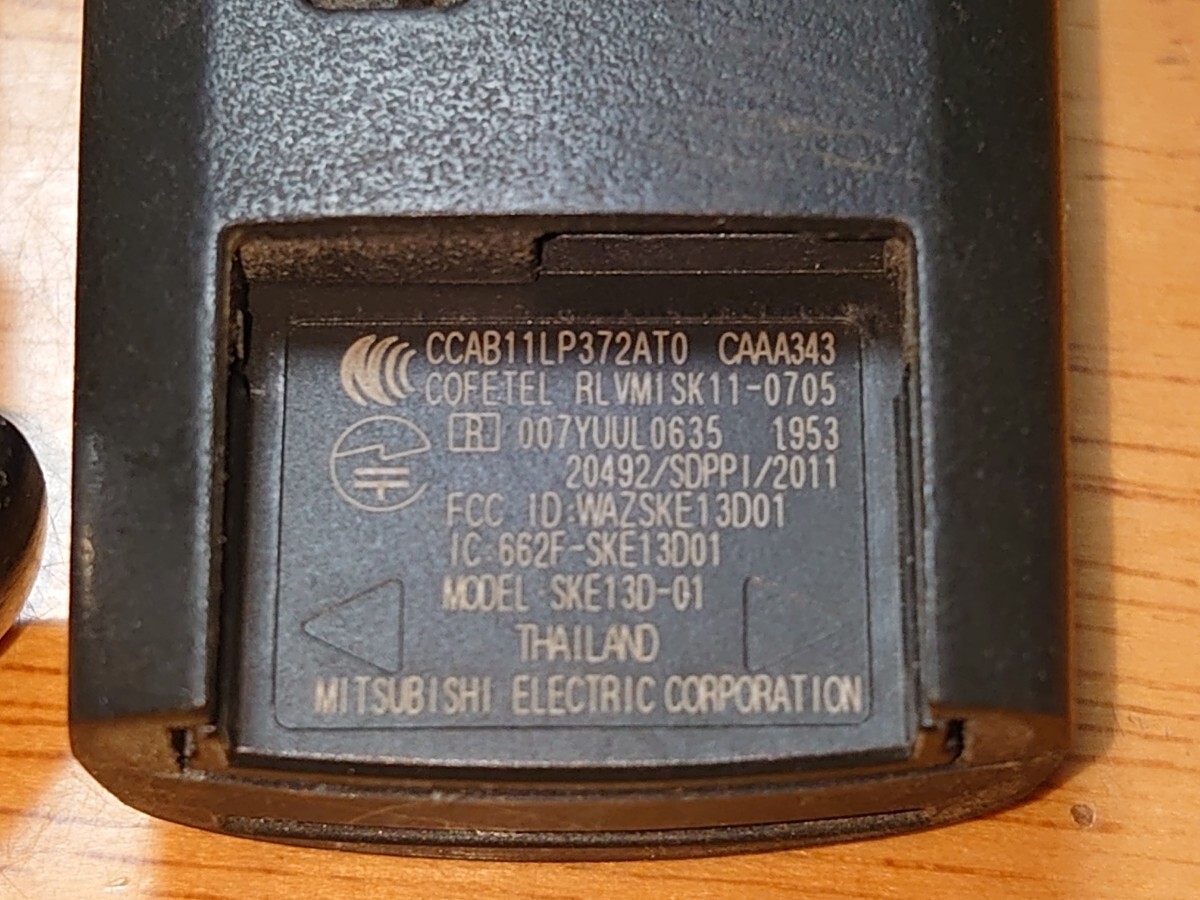 CCAB11LP372AT0 CAAA343
COFETEL RLVMISK11-0705
R 007YUUL0635 1953
20492/SDPPI/2011
FCC ID:WAZSKE13D01
IC:662F-SKE13D01
MODEL SKE13D-01
THAILAND
MITSUBISHI ELECTRIC CORPORATION